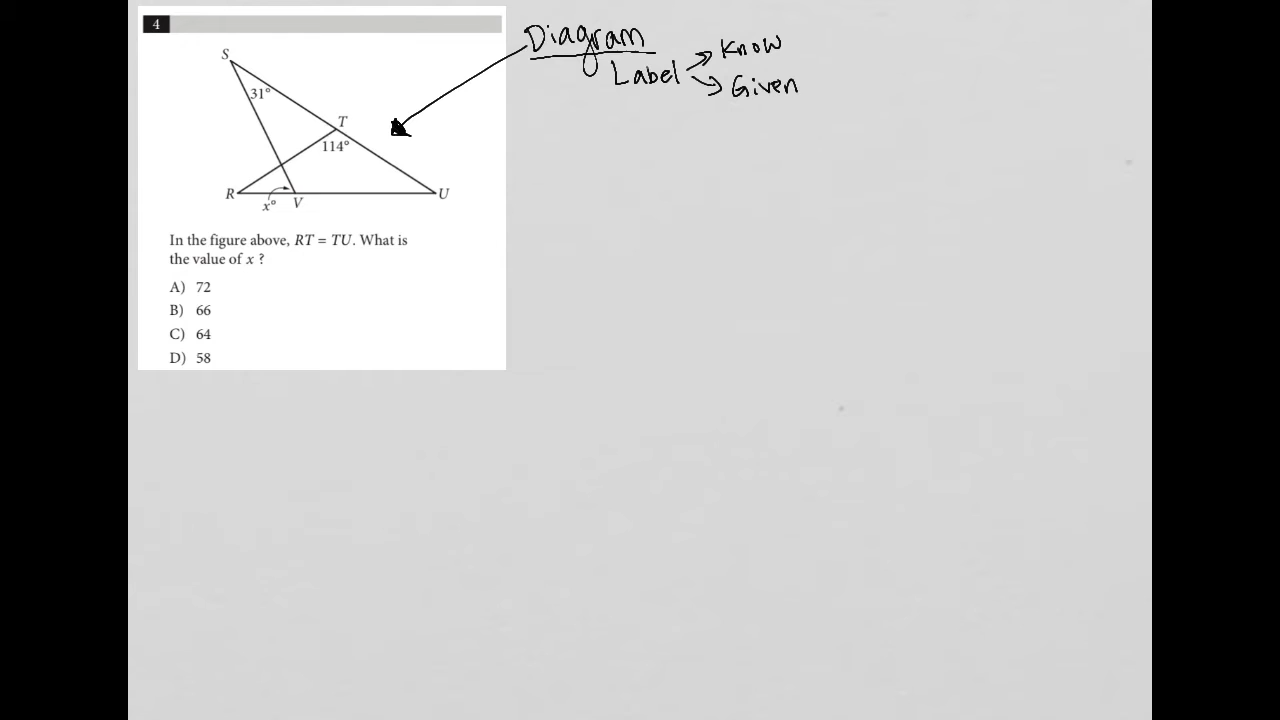 4
Diagram
Label
Know
Given
S
31°
T
114°
R
x°
V
U
In the figure above, RT = TU. What is
the value of x ?
A) 72
B) 66
C) 64
D) 58